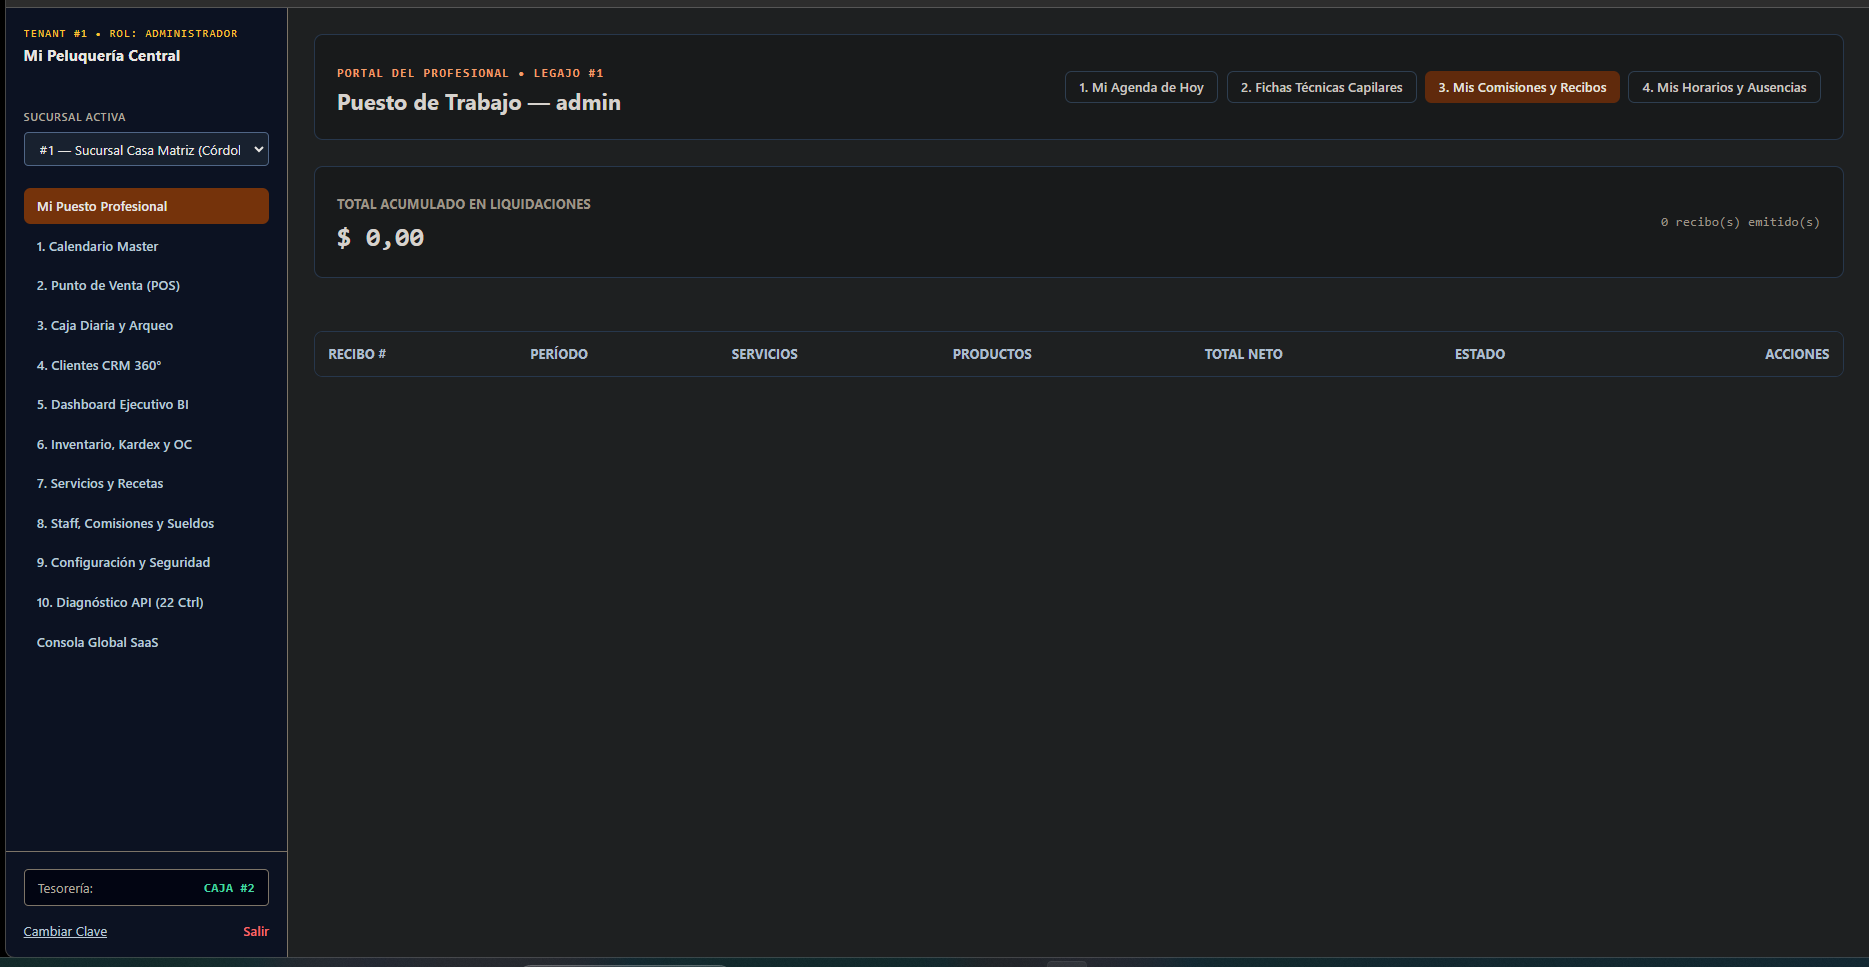 TENANT #1 • ROL: ADMINISTRADOR
Mi Peluquería Central
SUCURSAL ACTIVA
#1 — Sucursal Casa Matriz (Córdol
Mi Puesto Profesional
1. Calendario Master
2. Punto de Venta (POS)
3. Caja Diaria y Arqueo
4. Clientes CRM 360°
5. Dashboard Ejecutivo BI
6. Inventario, Kardex y OC
7. Servicios y Recetas
8. Staff, Comisiones y Sueldos
9. Configuración y Seguridad
10. Diagnóstico API (22 Ctrl)
Consola Global SaaS
Tesorería: CAJA #2
Cambiar Clave Salir
PORTAL DEL PROFESIONAL • LEGAJO #1
Puesto de Trabajo — admin
1. Mi Agenda de Hoy 2. Fichas Técnicas Capilares 3. Mis Comisiones y Recibos 4. Mis Horarios y Ausencias
TOTAL ACUMULADO EN LIQUIDACIONES
$ 0,00
0 recibo(s) emitido(s)
RECIBO # PERÍODO SERVICIOS PRODUCTOS TOTAL NETO ESTADO ACCIONES